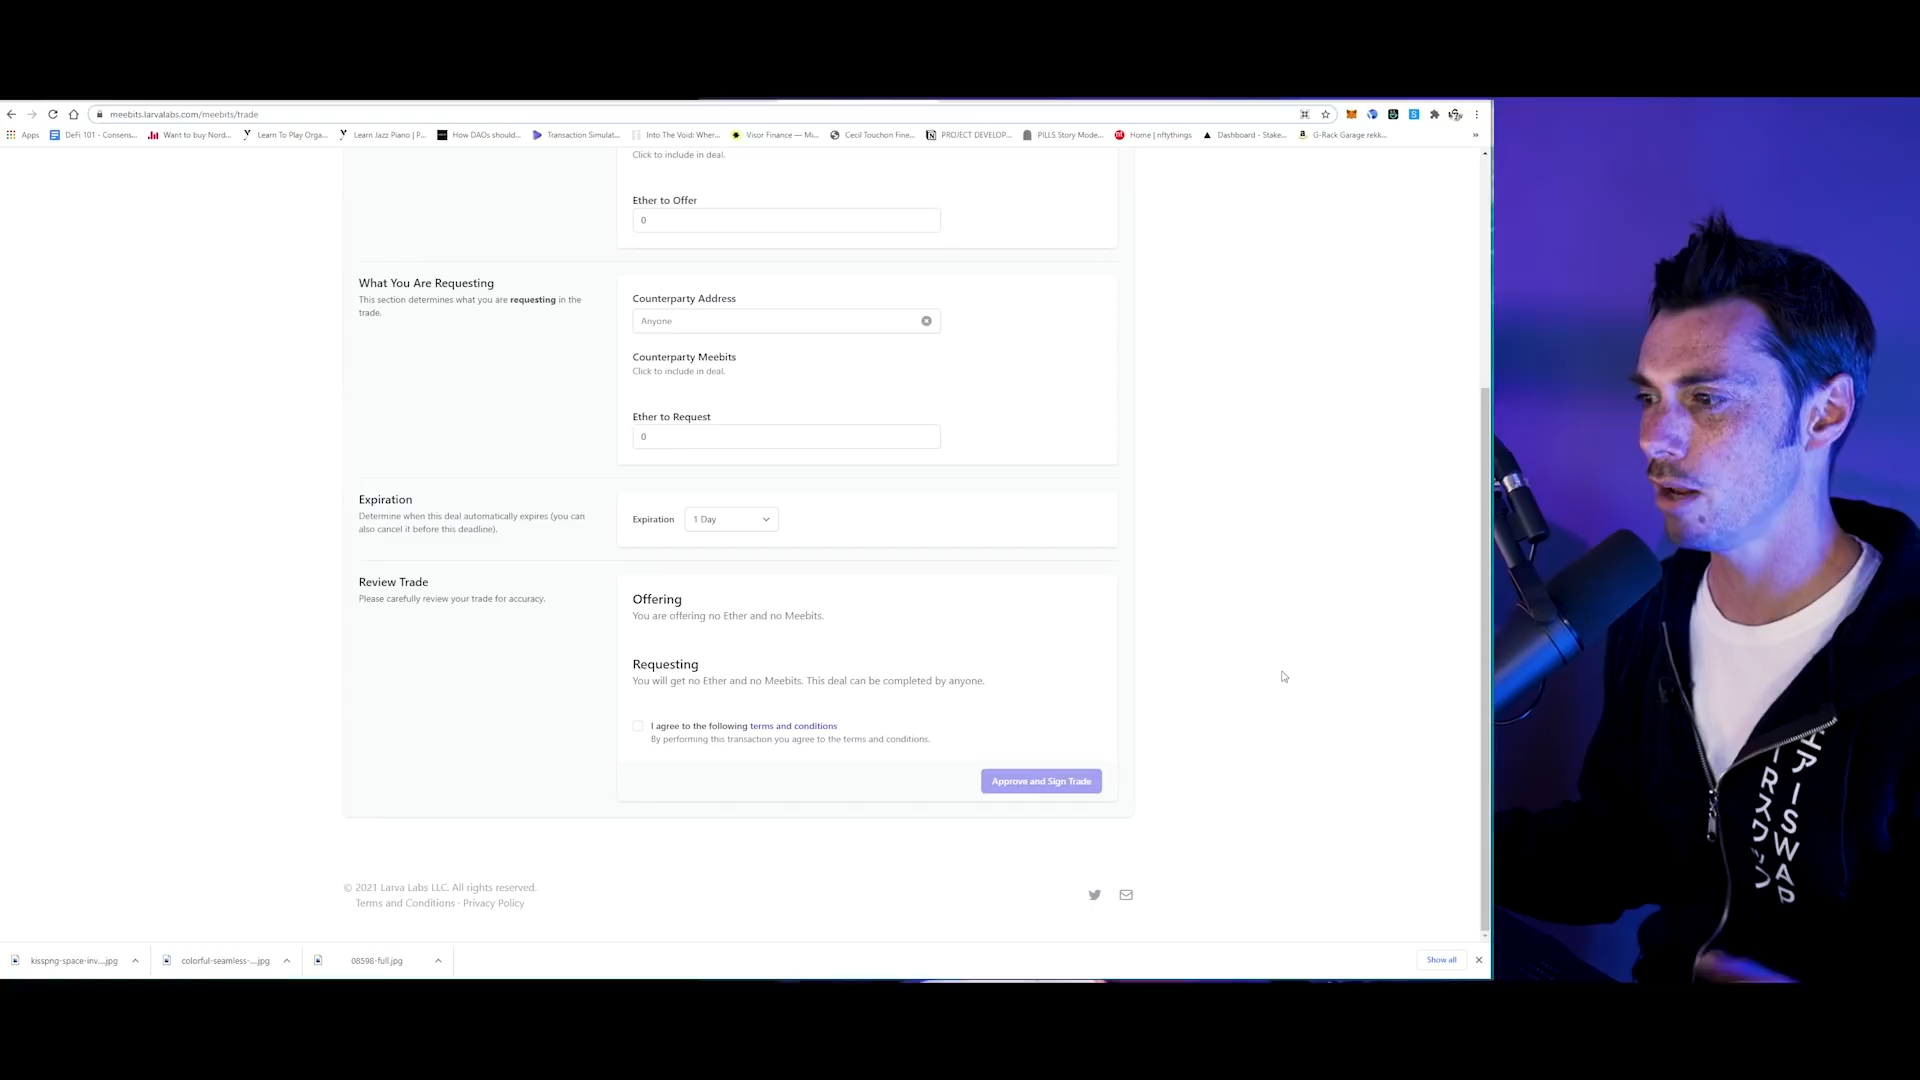 meebits.larvalabs.com/meebits/trade
Apps DeFi 101 - Consens... Want to buy Nord... Learn To Play Orga... Learn Jazz Piano | P... How DAOs should... Transaction Simulat... Into The Void: Wher... Visor Finance — Mi... Cecil Touchon Fine... PROJECT DEVELOP... PILLS Story Mode... Home | nftythings Dashboard - Stake... G-Rack Garage rekk... »
Click to include in deal.
Ether to Offer
0
What You Are Requesting
This section determines what you are requesting in the
trade.
Counterparty Address
Anyone
Counterparty Meebits
Click to include in deal.
Ether to Request
0
Expiration
Determine when this deal automatically expires (you can
also cancel it before this deadline).
Expiration 1 Day
Review Trade
Please carefully review your trade for accuracy.
Offering
You are offering no Ether and no Meebits.
Requesting
You will get no Ether and no Meebits. This deal can be completed by anyone.
I agree to the following terms and conditions
By performing this transaction you agree to the terms and conditions.
Approve and Sign Trade
© 2021 Larva Labs LLC. All rights reserved.
Terms and Conditions · Privacy Policy
kisspng-space-inv....jpg colorful-seamless-....jpg 08598-full.jpg Show all